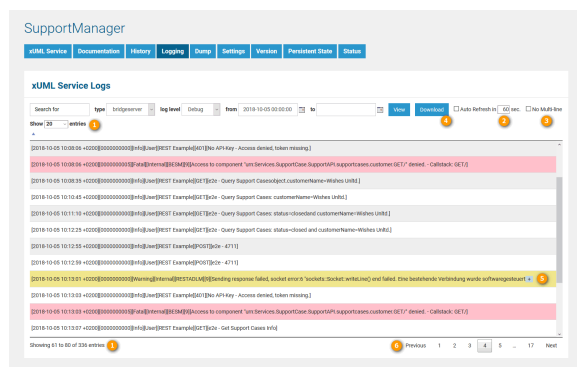 SupportManager
xUML Service Documentation History Logging Dump Settings Version Persistent State Status
xUML Service Logs
Search for type bridgeserver log level Debug from 2018-10-05 00:00:00 to View Download Auto Refresh in 60 sec. No Multi-line
4 2 3
Show 20 entries 1
[2018-10-05 10:08:06 +0200][0000000000][Info][User][REST Example][401][No API-Key - Access denied, token missing.]
[2018-10-05 10:08:06 +0200][0000000005][Fatal][Internal][BESM][9][Access to component "urn:Services.SupportCase.SupportAPI.supportcases.customer.GET/" denied. - Callstack: GET/]
[2018-10-05 10:08:35 +0200][0000000000][Info][User][REST Example][GET][e2e - Query Support Casesobject.customerName=Wishes Unltd.]
[2018-10-05 10:10:45 +0200][0000000000][Info][User][REST Example][GET][e2e - Query Support Cases: customerName=Wishes Unltd.]
[2018-10-05 10:11:10 +0200][0000000000][Info][User][REST Example][GET][e2e - Query Support Cases: status=closedand customerName=Wishes Unltd.]
[2018-10-05 10:12:25 +0200][0000000000][Info][User][REST Example][GET][e2e - Query Support Cases: status=closed and customerName=Wishes Unltd.]
[2018-10-05 10:12:55 +0200][0000000000][Info][User][REST Example][POST][e2e - 4711]
[2018-10-05 10:12:59 +0200][0000000000][Info][User][REST Example][POST][e2e - 4711]
[2018-10-05 10:13:01 +0200][0000000000][Warning][Internal][RESTADLM][9][Sending response failed, socket error:6 "sockets::Socket::writeLine() end failed. Eine bestehende Verbindung wurde softwaregesteuert 5
[2018-10-05 10:13:03 +0200][0000000000][Info][User][REST Example][401][No API-Key - Access denied, token missing.]
[2018-10-05 10:13:03 +0200][0000000005][Fatal][Internal][BESM][9][Access to component "urn:Services.SupportCase.SupportAPI.supportcases.customer.GET/" denied. - Callstack: GET/]
[2018-10-05 10:13:07 +0200][0000000000][Info][User][REST Example][GET][e2e - Get Support Cases Info]
Showing 61 to 80 of 336 entries 1 6 Previous 1 2 3 4 5 ... 17 Next